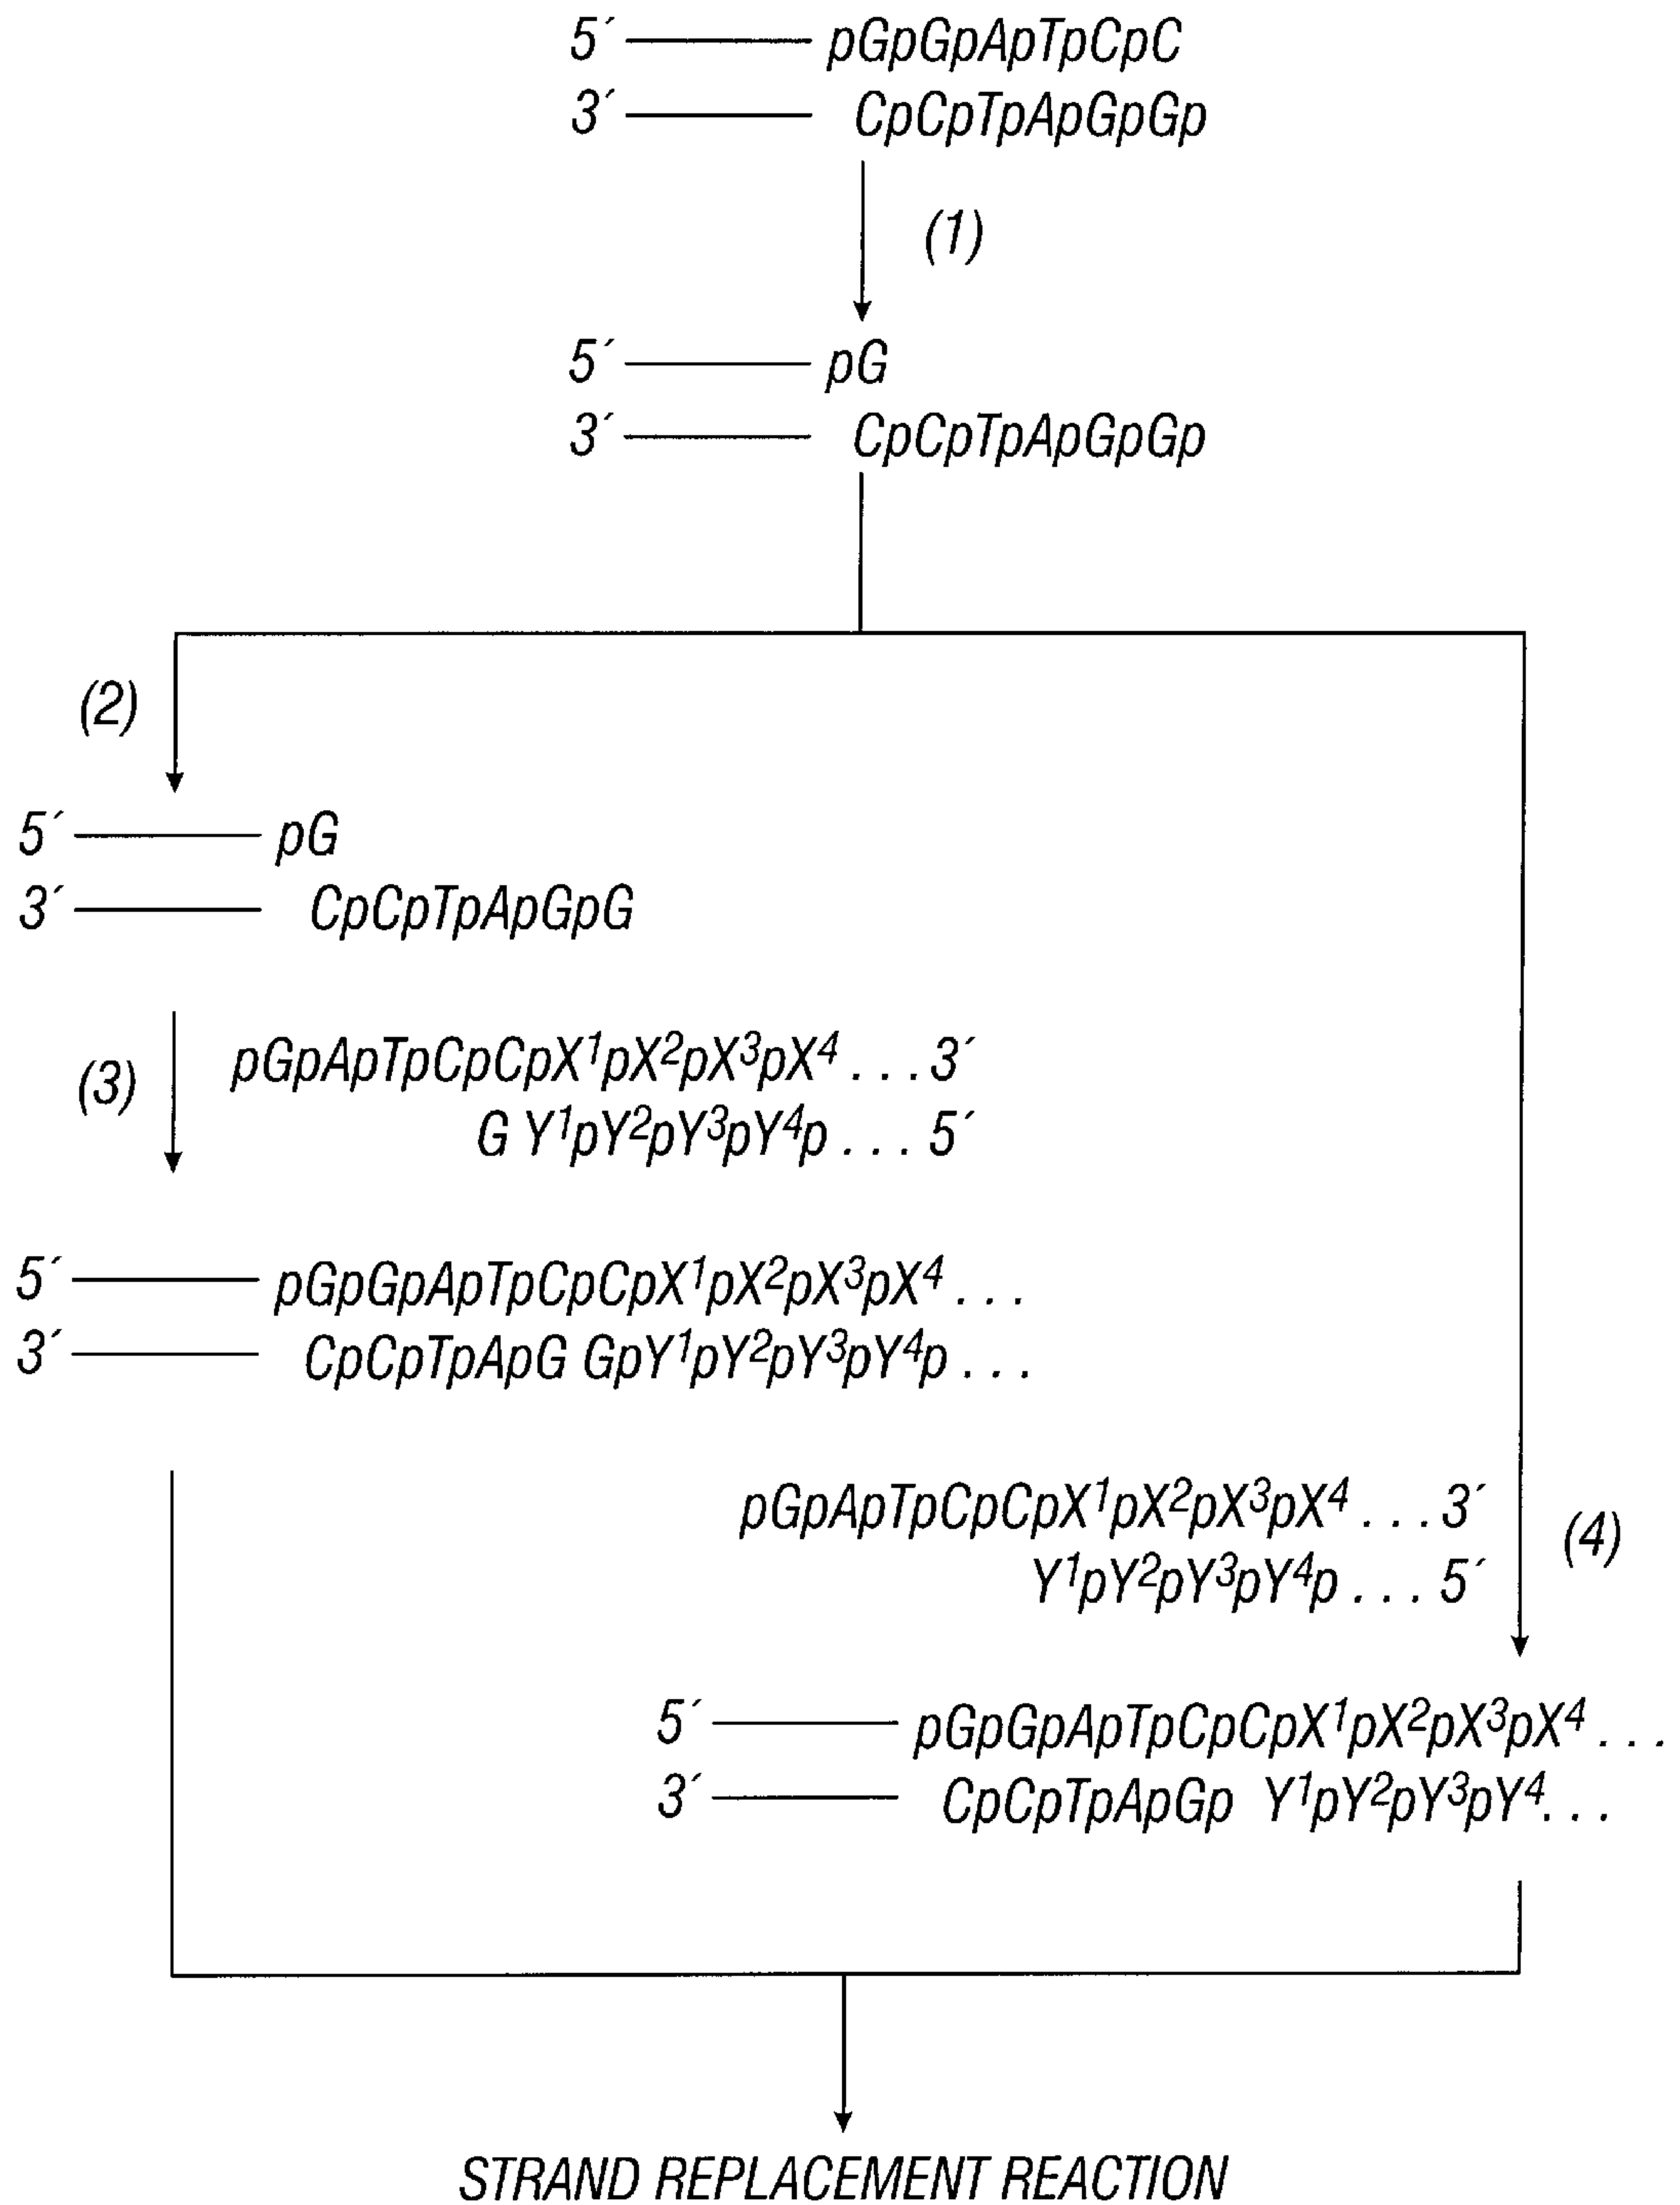 5´ pGpGpApTpCpC
3´ CpCpTpApGpGp
(1)
5´ pG
3´ CpCpTpApGpGp
(2)
5´ pG
3´ CpCpTpApGpG
(3)
pGpApTpCpCpX¹pX²pX³pX⁴ . . . 3´
G Y¹pY²pY³pY⁴p . . . 5´
5´ pGpGpApTpCpCpX¹pX²pX³pX⁴ . . .
3´ CpCpTpApG GpY¹pY²pY³pY⁴p . . .
pGpApTpCpCpX¹pX²pX³pX⁴ . . . 3´
Y¹pY²pY³pY⁴p . . . 5´
(4)
5´ pGpGpApTpCpCpX¹pX²pX³pX⁴ . . .
3´ CpCpTpApGp Y¹pY²pY³pY⁴. . .
STRAND REPLACEMENT REACTION